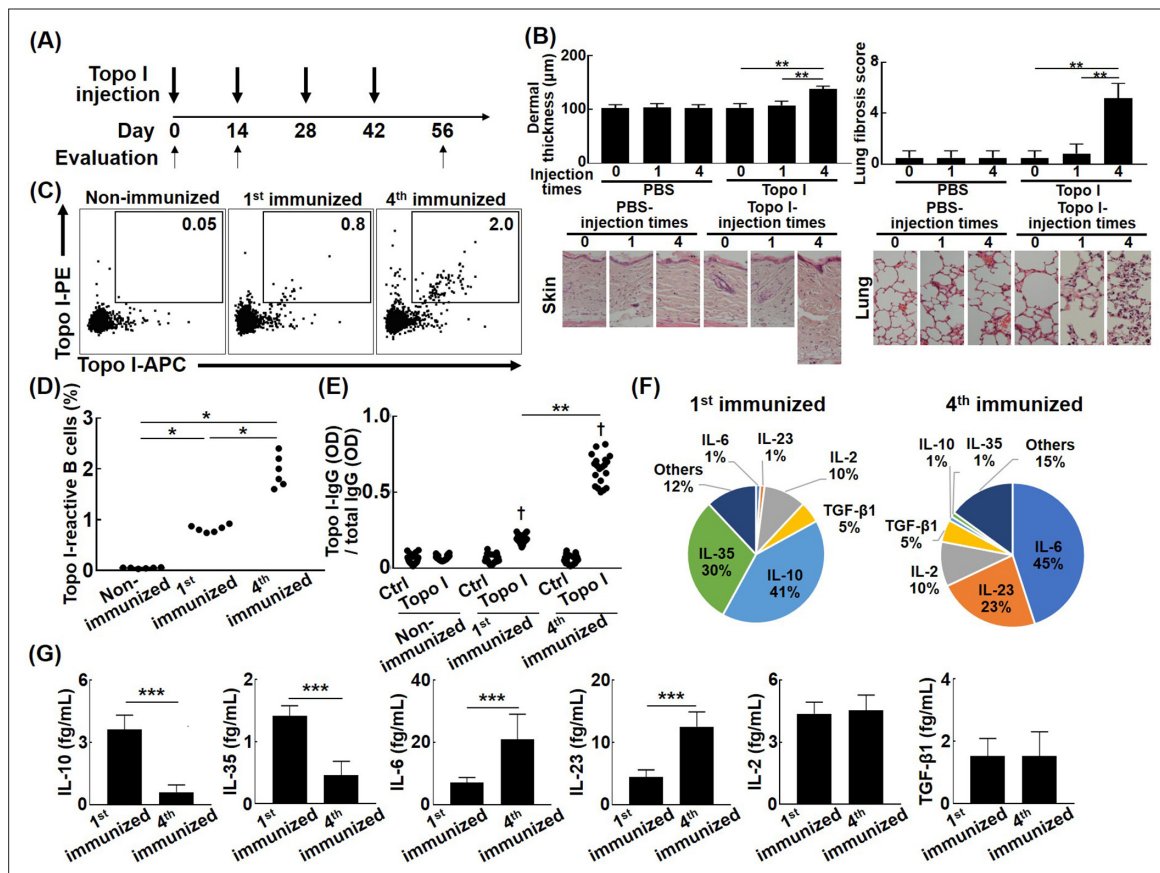 (A)
Topo I
injection
Day 0 14 28 42 56
Evaluation
(B)
Dermal
thickness (µm)
200
100
0
**
**
Injection
times
0 1 4 0 1 4
PBS Topo I
PBS-
injection times
Topo I-
injection times
0 1 4 0 1 4
Skin
Lung fibrosis score
8
4
0
**
**
0 1 4 0 1 4
PBS Topo I
PBS-
injection times
Topo I-
injection times
0 1 4 0 1 4
Lung
(C)
Non-immunized 1st immunized 4th immunized
0.05 0.8 2.0
Topo I-PE
Topo I-APC
(D)
Topo I-reactive B cells (%)
3
2
1
0
*
* *
Non-
immunized
1st
immunized
4th
immunized
(E)
Topo I-IgG (OD)
/ total IgG (OD)
1.0
0.5
0
**
†
†
Ctrl Topo I Ctrl Topo I Ctrl Topo I
Non-
immunized
1st
immunized
4th
immunized
(F)
1st immunized
IL-6
1%
IL-23
1%
IL-2
10%
TGF-β1
5%
IL-10
41%
IL-35
30%
Others
12%
4th immunized
IL-10
1%
IL-35
1%
Others
15%
TGF-β1
5%
IL-2
10%
IL-23
23%
IL-6
45%
(G)
IL-10 (fg/mL)
6
3
0
***
1st
immunized
4th
immunized
IL-35 (fg/mL)
2
1
0
***
1st
immunized
4th
immunized
IL-6 (fg/mL)
40
20
0
***
1st
immunized
4th
immunized
IL-23 (fg/mL)
20
10
0
***
1st
immunized
4th
immunized
IL-2 (fg/mL)
6
3
0
1st
immunized
4th
immunized
TGF-β1 (fg/mL)
4
2
0
1st
immunized
4th
immunized